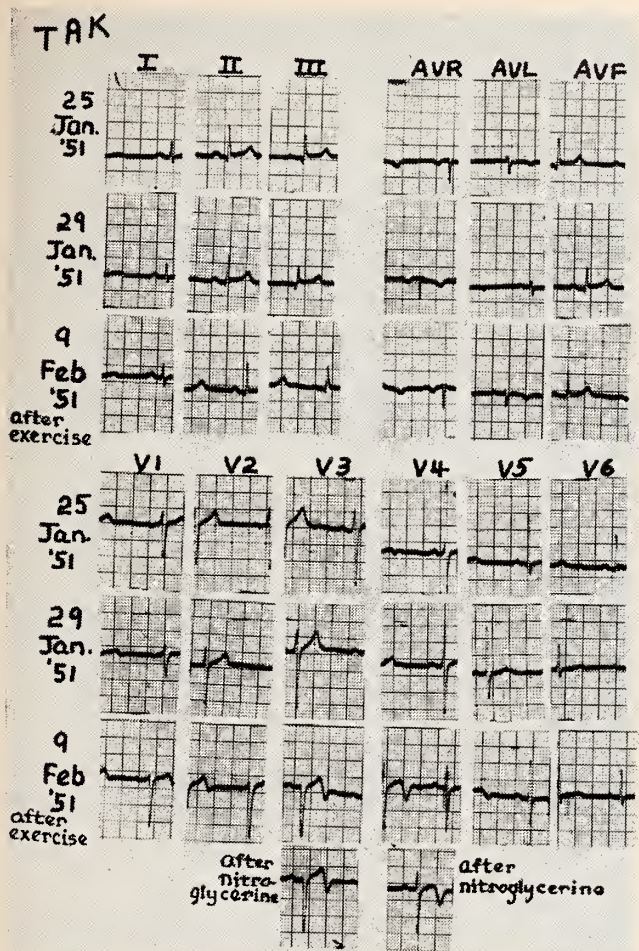 TAK
I II III AVR AVL AVF
25
Jan.
'51
29
Jan.
'51
9
Feb
'51
after
exercise
V1 V2 V3 V4 V5 V6
25
Jan.
'51
29
Jan.
'51
9
Feb
'51
after
exercise
after
nitro-
glycerine
after
nitroglycerine